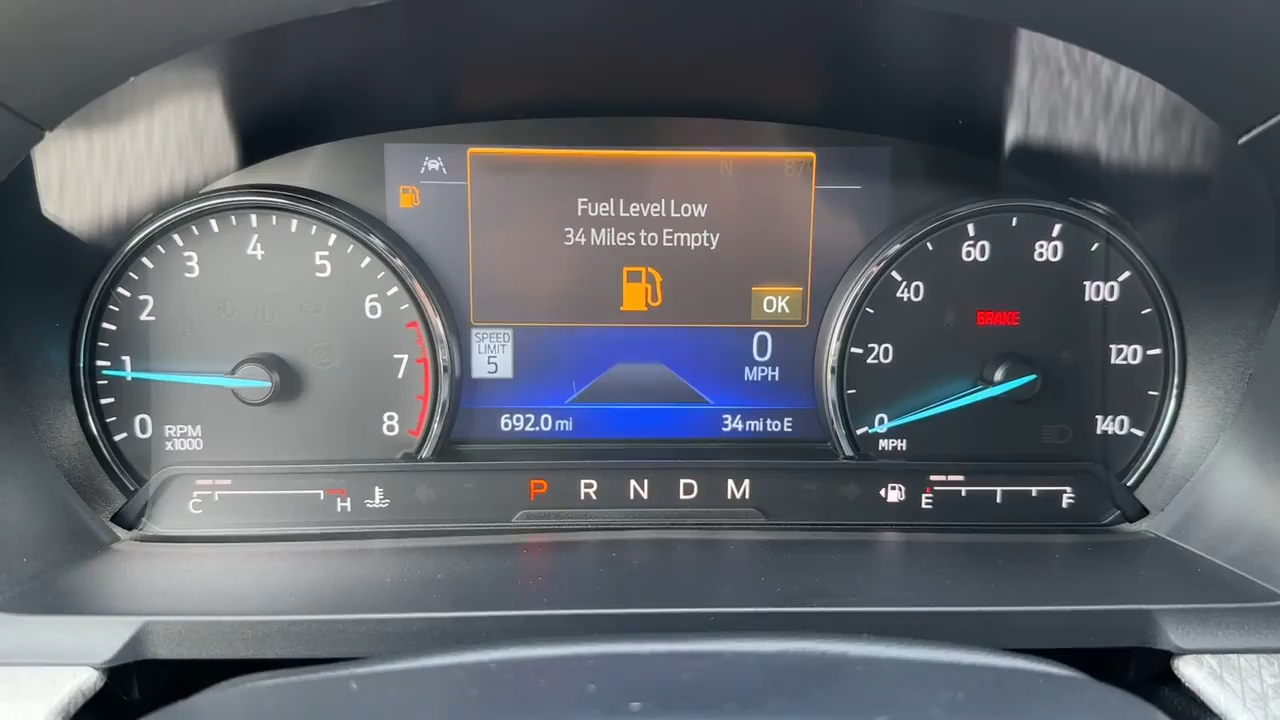 N 87°
Fuel Level Low
34 Miles to Empty
OK
SPEED
LIMIT
5
0
MPH
692.0 mi
34 mi to E
0 1 2 3 4 5 6 7 8
RPM
x1000
0 20 40 60 80 100 120 140
BRAKE
MPH
C H
P R N D M
E F